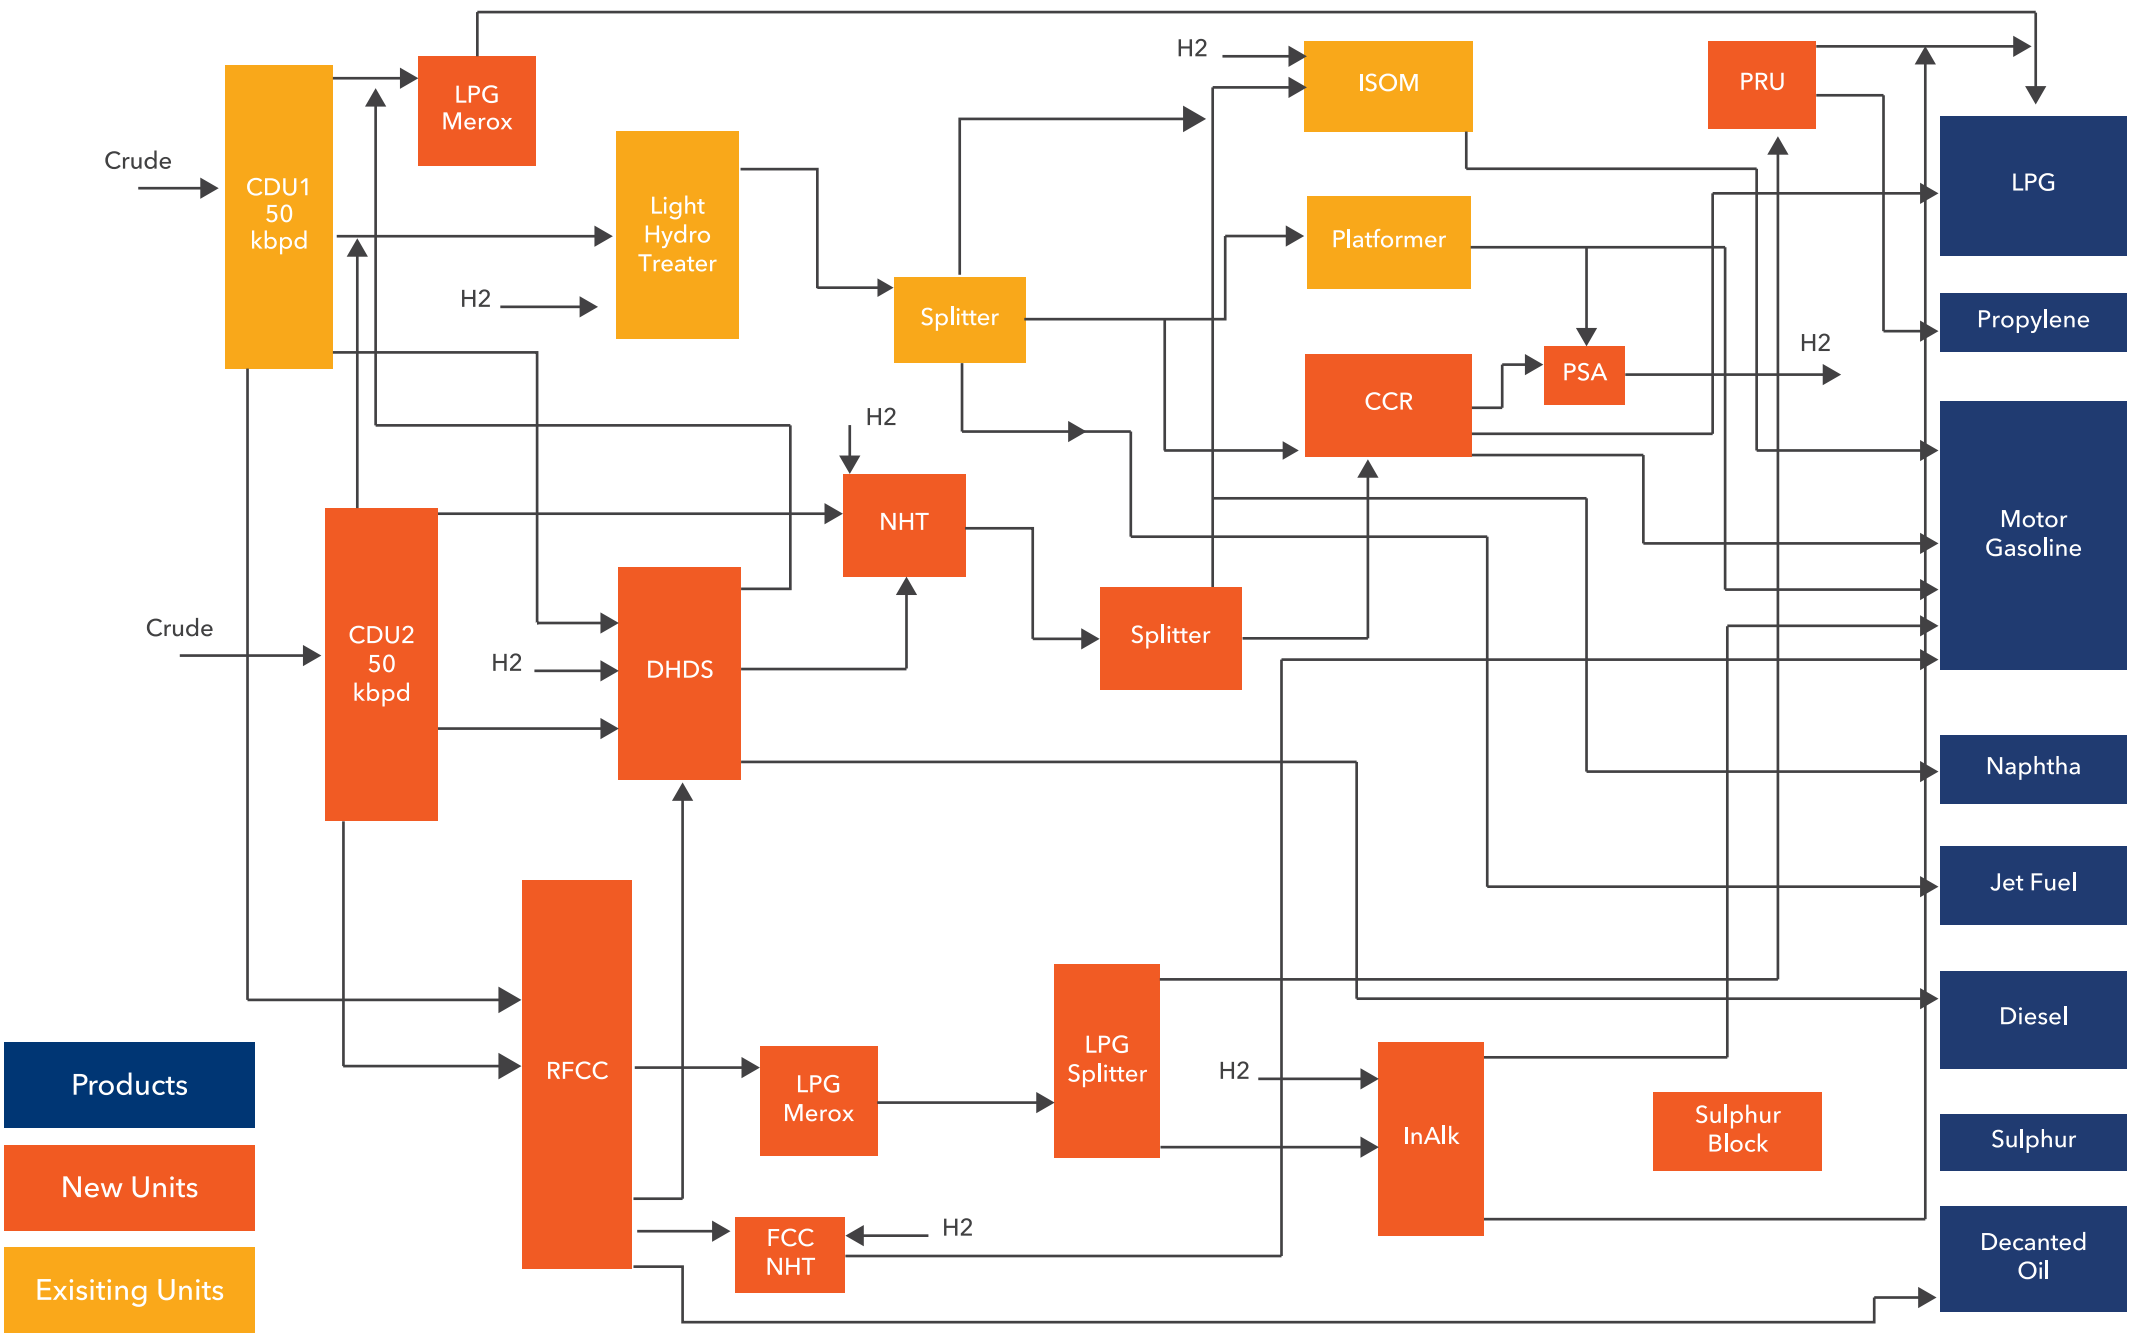 H2
ISOM
PRU
LPG
Merox
Crude
CDU1
50
kbpd
Light
Hydro
Treater
LPG
Platformer
H2
Splitter
Propylene
H2
PSA
CCR
H2
NHT
Motor
Gasoline
Crude
CDU2
50
kbpd
H2
DHDS
Splitter
Naphtha
Jet Fuel
Diesel
RFCC
LPG
Merox
LPG
Splitter
H2
InAlk
Sulphur
Block
Sulphur
FCC
NHT
H2
Decanted
Oil
Products
New Units
Exisiting Units